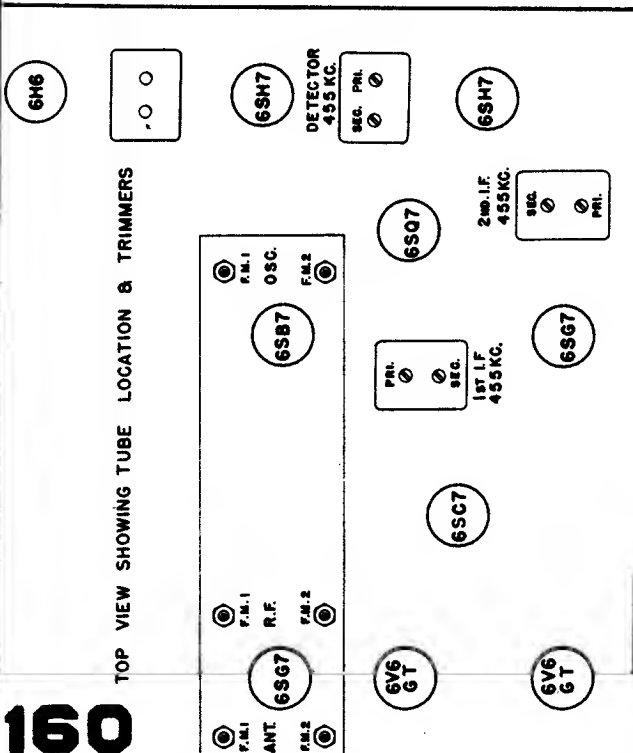 6H6
6SH7
DETECTOR
455 KC.
SEC. PRI.
6SH7
TOP VIEW SHOWING TUBE LOCATION & TRIMMERS
F.M.1
OSC.
F.M.2
6SB7
6SQ7
2ND. I.F.
455KC.
SEC.
PRI.
PRI.
SEC.
1ST I.F
455KC.
6SG7
6SC7
F.M.1
R.F.
F.M.2
6SG7
6V6
GT
6V6
GT
160
F.M.1
ANT.
F.M.2